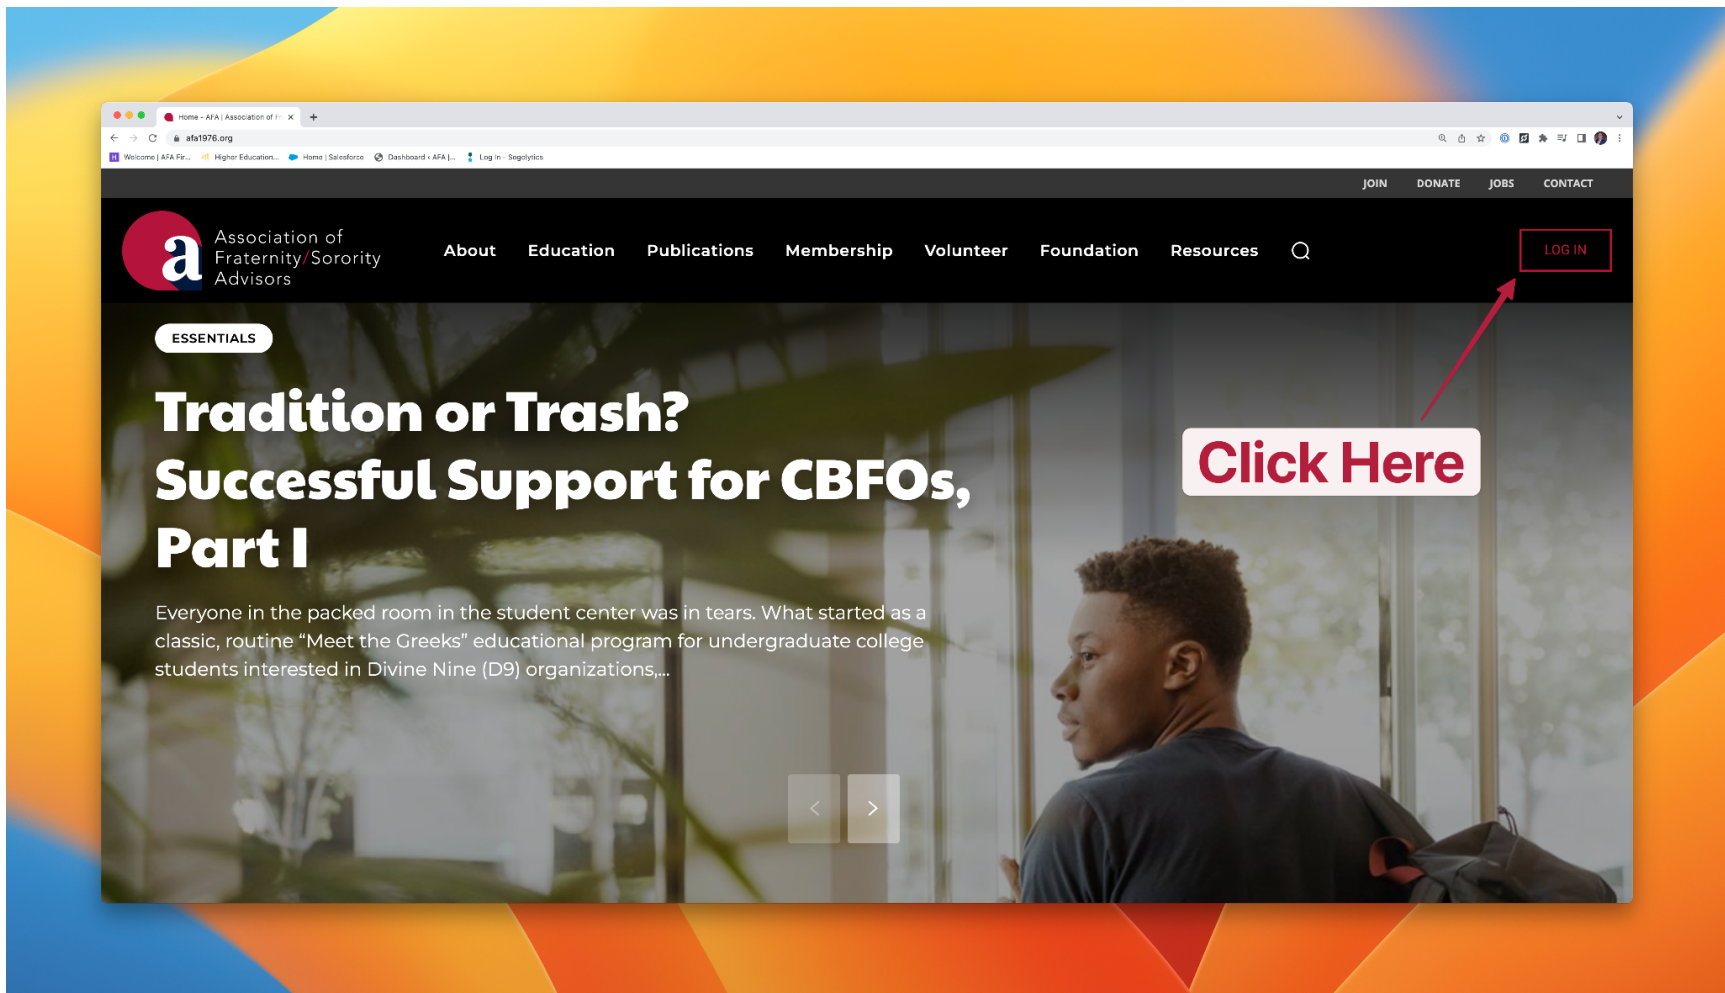 Home - AFA | Association of Fr
afa1976.org
Welcome | AFA Fir...
Higher Education...
Home | Salesforce
Dashboard ‹ AFA |...
Log In - Sogolytics
JOIN
DONATE
JOBS
CONTACT
a
Association of
Fraternity/Sorority
Advisors
About
Education
Publications
Membership
Volunteer
Foundation
Resources
LOG IN
ESSENTIALS
Tradition or Trash?
Successful Support for CBFOs,
Part I
Click Here
Everyone in the packed room in the student center was in tears. What started as a
classic, routine “Meet the Greeks” educational program for undergraduate college
students interested in Divine Nine (D9) organizations,...